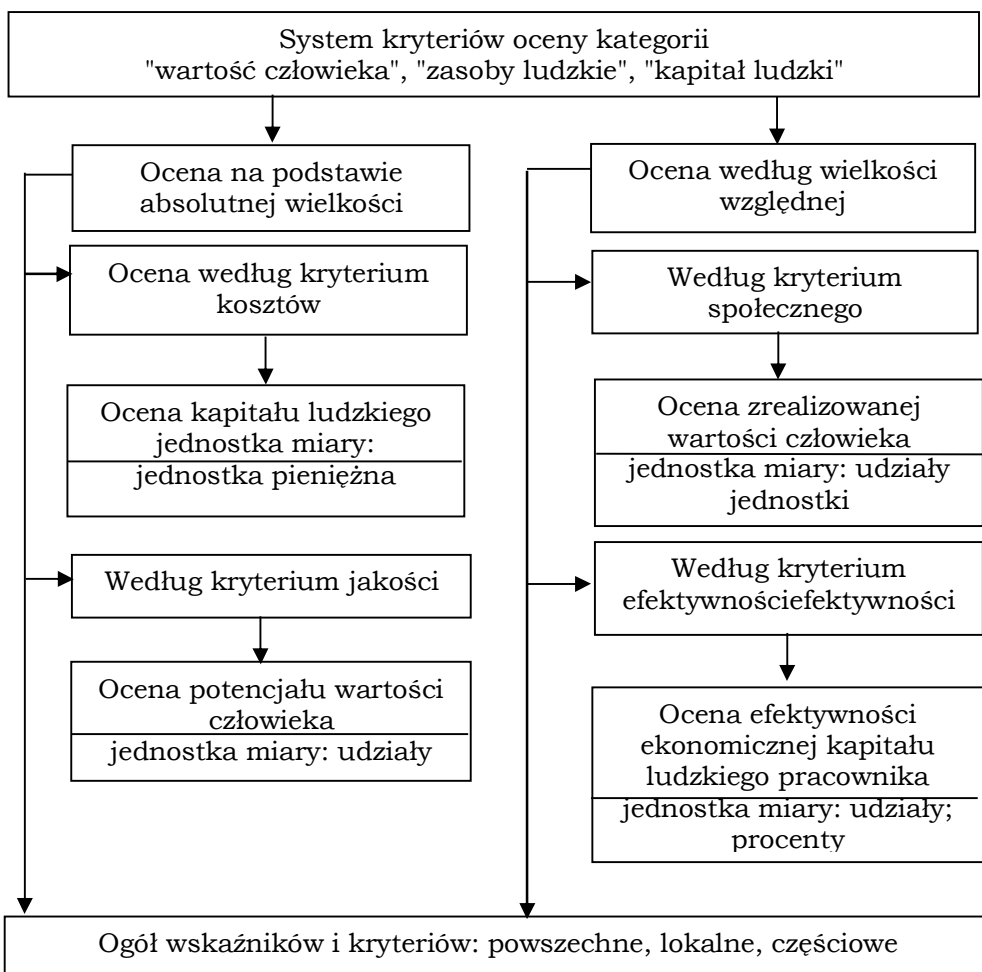 System kryteriów oceny kategorii
"wartość człowieka", "zasoby ludzkie", "kapitał ludzki"
Ocena na podstawie
absolutnej wielkości
Ocena według kryterium
kosztów
Ocena kapitału ludzkiego
jednostka miary:
jednostka pieniężna
Według kryterium jakości
Ocena potencjału wartości
człowieka
jednostka miary: udziały
Ocena według wielkości
względnej
Według kryterium
społecznego
Ocena zrealizowanej
wartości człowieka
jednostka miary: udziały
jednostki
Według kryterium
efektywnościefektywności
Ocena efektywności
ekonomicznej kapitału
ludzkiego pracownika
jednostka miary: udziały;
procenty
Ogół wskaźników i kryteriów: powszechne, lokalne, częściowe